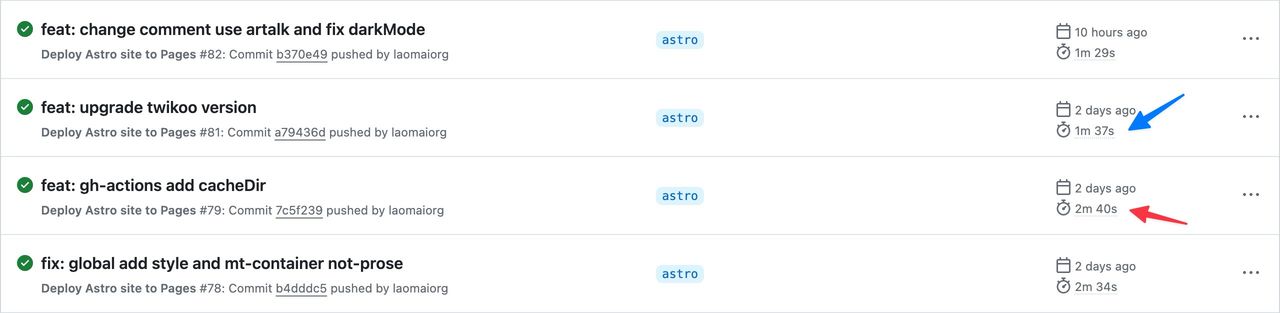 feat: change comment use artalk and fix darkMode
Deploy Astro site to Pages #82: Commit b370e49 pushed by laomaiorg
astro
10 hours ago
1m 29s
feat: upgrade twikoo version
Deploy Astro site to Pages #81: Commit a79436d pushed by laomaiorg
astro
2 days ago
1m 37s
feat: gh-actions add cacheDir
Deploy Astro site to Pages #79: Commit 7c5f239 pushed by laomaiorg
astro
2 days ago
2m 40s
fix: global add style and mt-container not-prose
Deploy Astro site to Pages #78: Commit b4dddc5 pushed by laomaiorg
astro
2 days ago
2m 34s